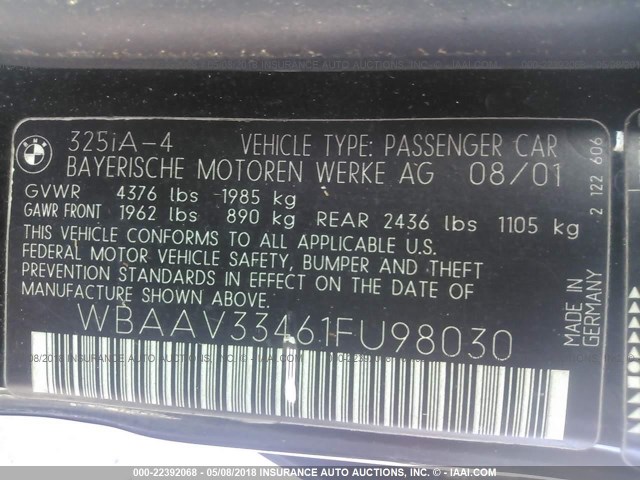 325iA-4 VEHICLE TYPE: PASSENGER CAR
BAYERISCHE MOTOREN WERKE AG 08/01
GVWR 4376 lbs 1985 kg
GAWR FRONT 1962 lbs 890 kg REAR 2436 lbs 1105 kg
THIS VEHICLE CONFORMS TO ALL APPLICABLE U.S.
FEDERAL MOTOR VEHICLE SAFETY, BUMPER AND THEFT
PREVENTION STANDARDS IN EFFECT ON THE DATE OF
MANUFACTURE SHOWN ABOVE.
WBAAV33461FU98030
MADE IN
GERMANY
2 122 606
000-22392068 - 05/08/2018 - INSURANCE AUTO AUCTIONS, INC. - © - IAAI.COM